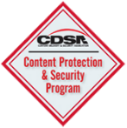 CDSA
Content Protection
& Security
Program